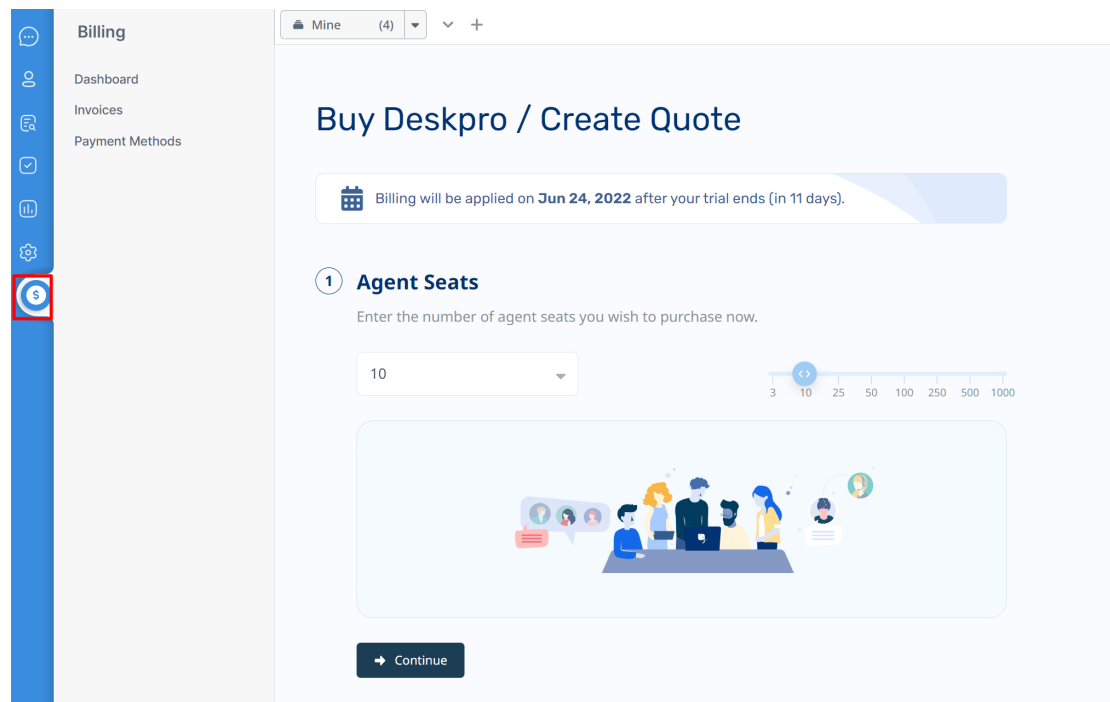 Billing
Dashboard
Invoices
Payment Methods
Mine (4)
Buy Deskpro / Create Quote
Billing will be applied on Jun 24, 2022 after your trial ends (in 11 days).
1 Agent Seats
Enter the number of agent seats you wish to purchase now.
10
3 10 25 50 100 250 500 1000
Continue
$